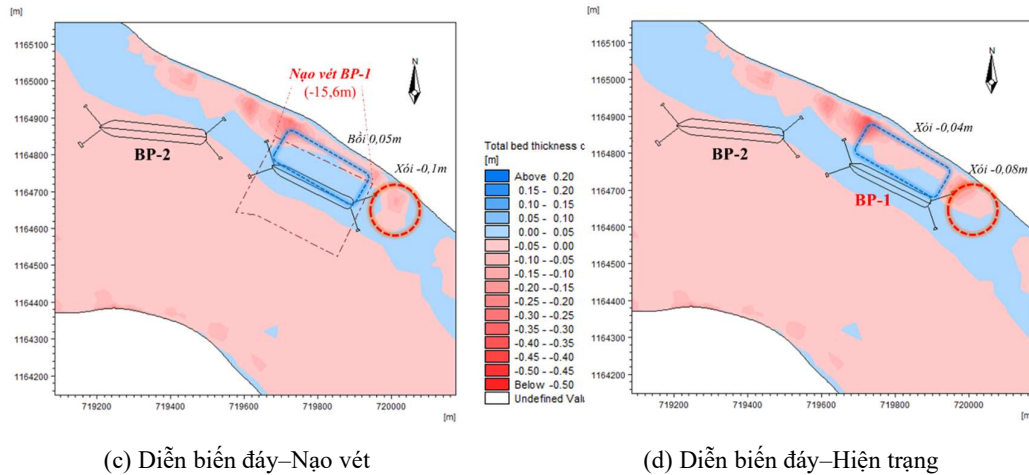 [m]
1165100
1165000
1164900
1164800
1164700
1164600
1164500
1164400
1164300
1164200
719200
719400
719600
719800
720000
[m]
N
Nạo vét BP-1
(-15,6m)
Bồi 0,05m
Xói -0,1m
BP-2
Total bed thickness c
[m]
Above 0.20
0.15 - 0.20
0.10 - 0.15
0.05 - 0.10
0.00 - 0.05
-0.05 - 0.00
-0.10 - -0.05
-0.15 - -0.10
-0.20 - -0.15
-0.25 - -0.20
-0.30 - -0.25
-0.35 - -0.30
-0.40 - -0.35
-0.45 - -0.40
-0.50 - -0.45
Below -0.50
Undefined Valu
[m]
1165100
1165000
1164900
1164800
1164700
1164600
1164500
1164400
1164300
1164200
719200
719400
719600
719800
720000
[m]
N
Xói -0,04m
Xói -0,08m
BP-2
BP-1
(c) Diễn biến đáy–Nạo vét
(d) Diễn biến đáy–Hiện trạng